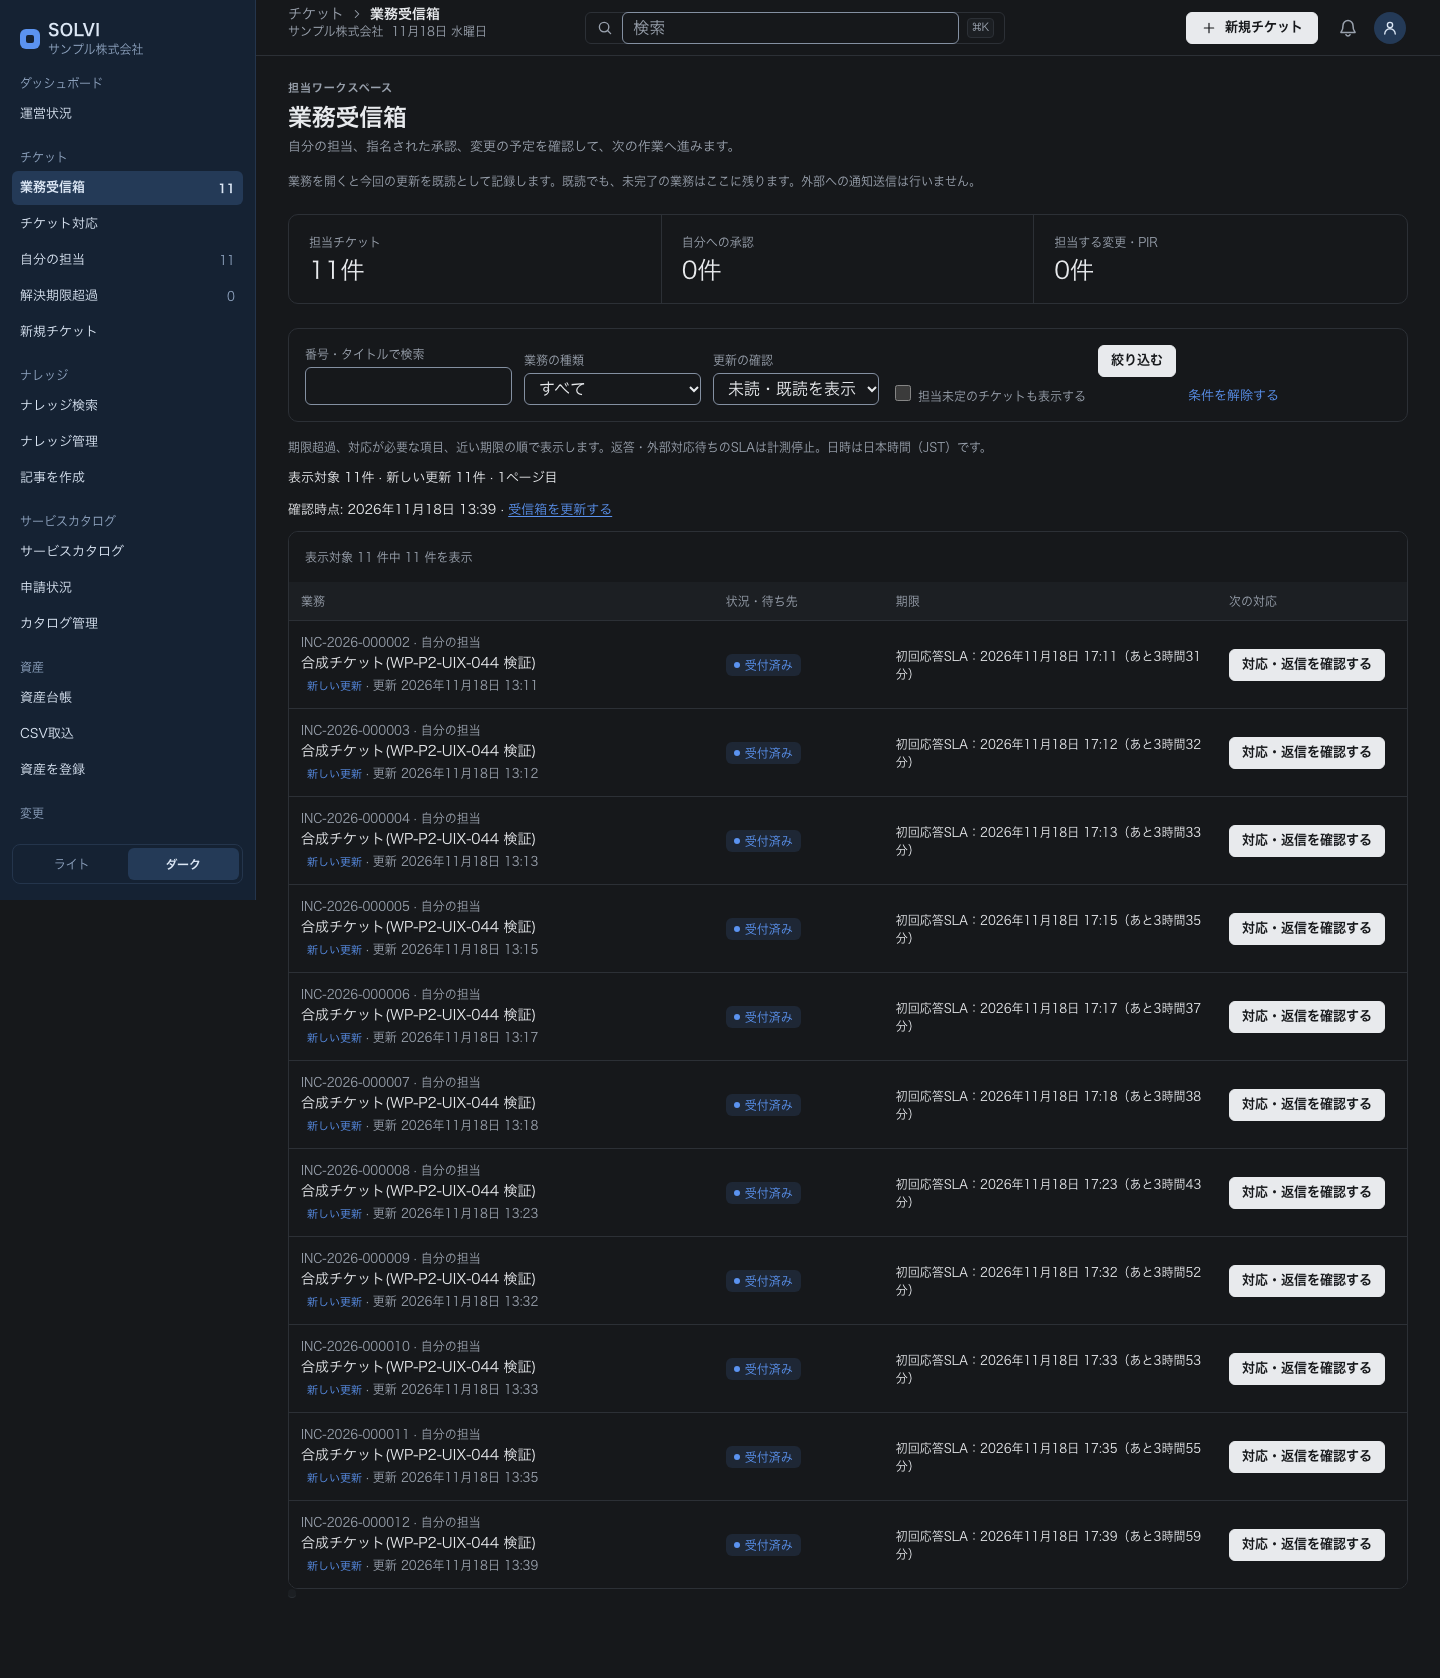 SOLVI
サンプル株式会社
ダッシュボード
運営状況
チケット
業務受信箱 11
チケット対応
自分の担当 11
解決期限超過 0
新規チケット
ナレッジ
ナレッジ検索
ナレッジ管理
記事を作成
サービスカタログ
サービスカタログ
申請状況
カタログ管理
資産
資産台帳
CSV取込
資産を登録
変更
ライト ダーク
チケット > 業務受信箱
サンプル株式会社 11月18日 水曜日
検索 ⌘K
+ 新規チケット
担当ワークスペース
業務受信箱
自分の担当、指名された承認、変更の予定を確認して、次の作業へ進みます。
業務を開くと今回の更新を既読として記録します。既読でも、未完了の業務はここに残ります。外部への通知送信は行いません。
担当チケット
11件
自分への承認
0件
担当する変更・PIR
0件
番号・タイトルで検索
業務の種類
すべて
更新の確認
未読・既読を表示
担当未定のチケットも表示する
絞り込む
条件を解除する
期限超過、対応が必要な項目、近い期限の順で表示します。返答・外部対応待ちのSLAは計測停止。日時は日本時間（JST）です。
表示対象 11件 · 新しい更新 11件 · 1ページ目
確認時点: 2026年11月18日 13:39 · 受信箱を更新する
表示対象 11 件中 11 件を表示
業務 状況・待ち先 期限 次の対応
INC-2026-000002 · 自分の担当
合成チケット(WP-P2-UIX-044 検証)
新しい更新 · 更新 2026年11月18日 13:11
受付済み
初回応答SLA：2026年11月18日 17:11（あと3時間31
分）
対応・返信を確認する
INC-2026-000003 · 自分の担当
合成チケット(WP-P2-UIX-044 検証)
新しい更新 · 更新 2026年11月18日 13:12
受付済み
初回応答SLA：2026年11月18日 17:12（あと3時間32
分）
対応・返信を確認する
INC-2026-000004 · 自分の担当
合成チケット(WP-P2-UIX-044 検証)
新しい更新 · 更新 2026年11月18日 13:13
受付済み
初回応答SLA：2026年11月18日 17:13（あと3時間33
分）
対応・返信を確認する
INC-2026-000005 · 自分の担当
合成チケット(WP-P2-UIX-044 検証)
新しい更新 · 更新 2026年11月18日 13:15
受付済み
初回応答SLA：2026年11月18日 17:15（あと3時間35
分）
対応・返信を確認する
INC-2026-000006 · 自分の担当
合成チケット(WP-P2-UIX-044 検証)
新しい更新 · 更新 2026年11月18日 13:17
受付済み
初回応答SLA：2026年11月18日 17:17（あと3時間37
分）
対応・返信を確認する
INC-2026-000007 · 自分の担当
合成チケット(WP-P2-UIX-044 検証)
新しい更新 · 更新 2026年11月18日 13:18
受付済み
初回応答SLA：2026年11月18日 17:18（あと3時間38
分）
対応・返信を確認する
INC-2026-000008 · 自分の担当
合成チケット(WP-P2-UIX-044 検証)
新しい更新 · 更新 2026年11月18日 13:23
受付済み
初回応答SLA：2026年11月18日 17:23（あと3時間43
分）
対応・返信を確認する
INC-2026-000009 · 自分の担当
合成チケット(WP-P2-UIX-044 検証)
新しい更新 · 更新 2026年11月18日 13:32
受付済み
初回応答SLA：2026年11月18日 17:32（あと3時間52
分）
対応・返信を確認する
INC-2026-000010 · 自分の担当
合成チケット(WP-P2-UIX-044 検証)
新しい更新 · 更新 2026年11月18日 13:33
受付済み
初回応答SLA：2026年11月18日 17:33（あと3時間53
分）
対応・返信を確認する
INC-2026-000011 · 自分の担当
合成チケット(WP-P2-UIX-044 検証)
新しい更新 · 更新 2026年11月18日 13:35
受付済み
初回応答SLA：2026年11月18日 17:35（あと3時間55
分）
対応・返信を確認する
INC-2026-000012 · 自分の担当
合成チケット(WP-P2-UIX-044 検証)
新しい更新 · 更新 2026年11月18日 13:39
受付済み
初回応答SLA：2026年11月18日 17:39（あと3時間59
分）
対応・返信を確認する